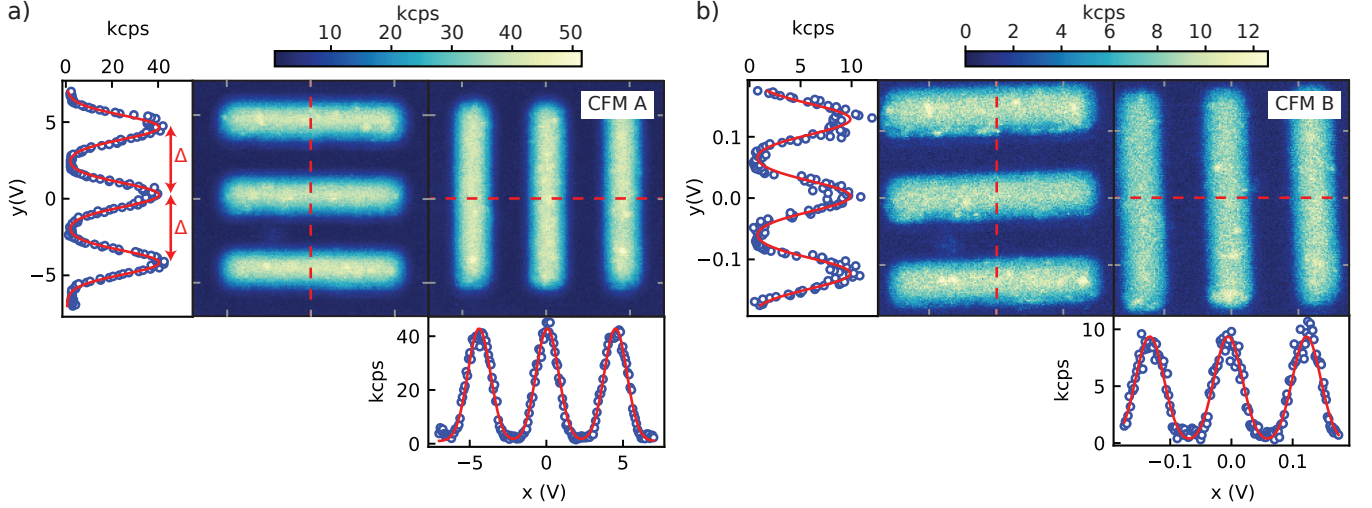 a)
kcps
kcps
10 20 30 40 50
0 20 40
5
0
−5
y(V)
Δ
Δ
CFM A
40
20
0
kcps
−5 0 5
x (V)
b)
kcps
kcps
0 2 4 6 8 10 12
0 5 10
0.1
0.0
−0.1
y(V)
CFM B
10
5
0
kcps
−0.1 0.0 0.1
x (V)